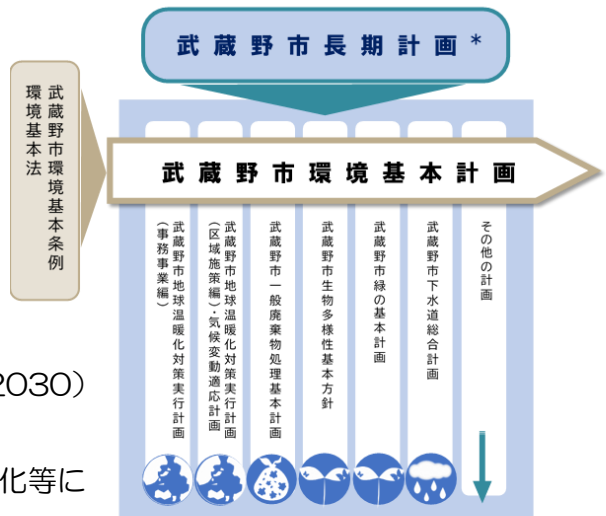 武蔵野市長期計画*
武蔵野市環境基本条例
環境基本法
武蔵野市環境基本計画
武蔵野市地球温暖化対策実行計画
(事務事業編)
武蔵野市地球温暖化対策実行計画
(区域施策編)・気候変動適応計画
武蔵野市一般廃棄物処理基本計画
武蔵野市生物多様性基本方針
武蔵野市緑の基本計画
武蔵野市下水道総合計画
その他の計画
2030)
化等に